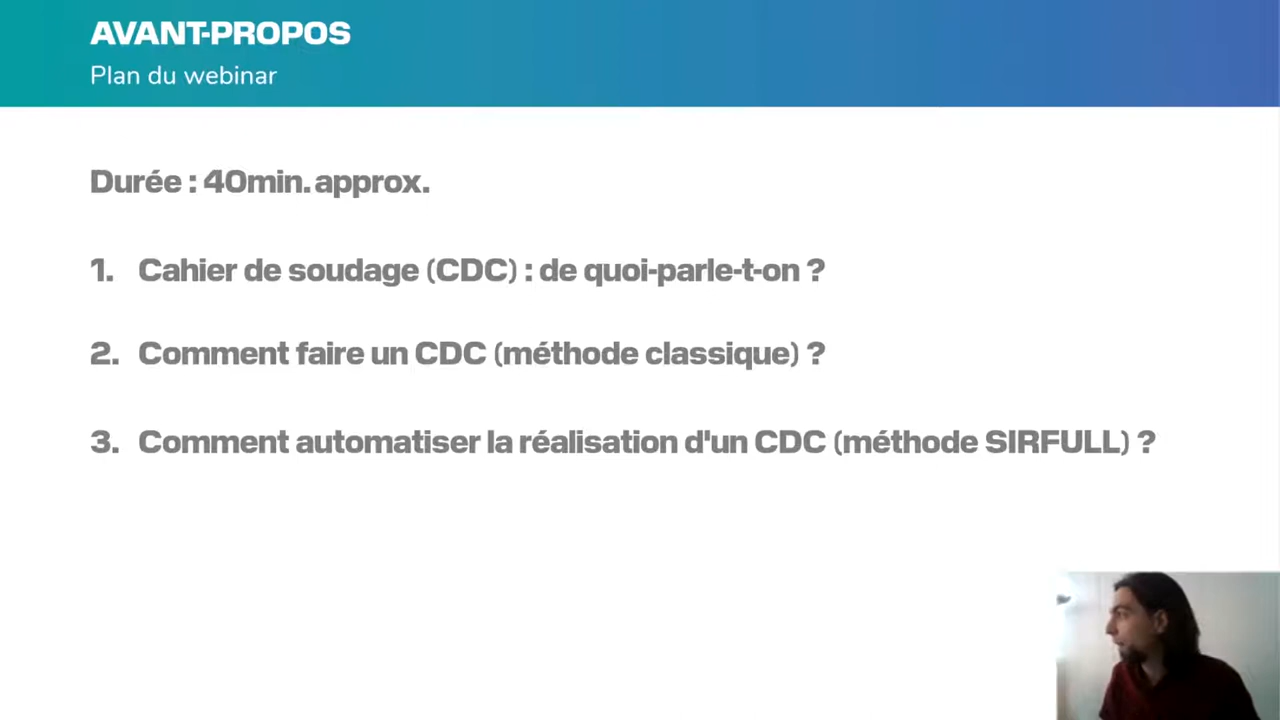 AVANT-PROPOS
Plan du webinar
Durée : 40min. approx.
1. Cahier de soudage (CDC) : de quoi-parle-t-on ?
2. Comment faire un CDC (méthode classique) ?
3. Comment automatiser la réalisation d'un CDC (méthode SIRFULL) ?